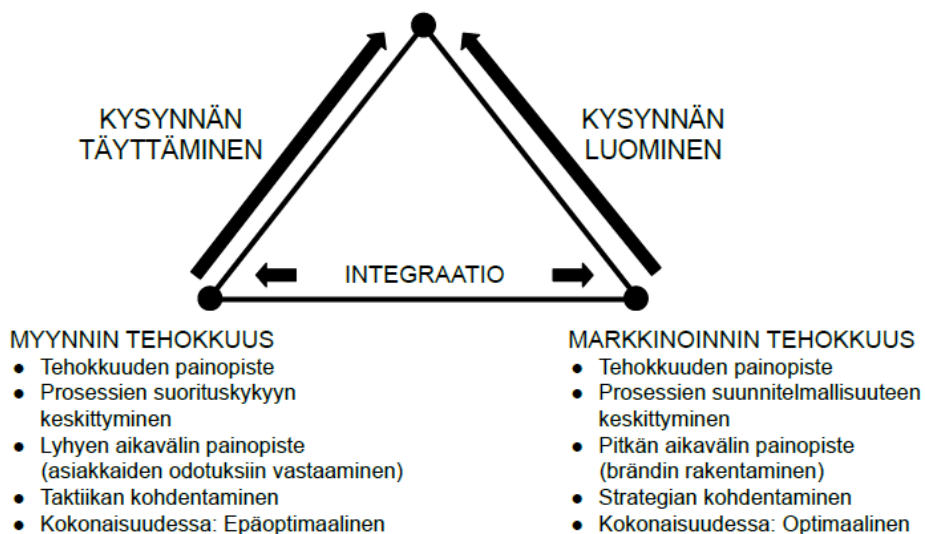 KYSYNNÄN
TÄYTTÄMINEN
KYSYNNÄN
LUOMINEN
INTEGRAATIO
MYYNNIN TEHOKKUUS
● Tehokkuuden painopiste
● Prosessien suorituskykyyn
keskittyminen
● Lyhyen aikavälin painopiste
(asiakkaiden odotuksiin vastaaminen)
● Taktiikan kohdentaminen
● Kokonaisuudessa: Epäoptimaalinen
MARKKINOINNIN TEHOKKUUS
● Tehokkuuden painopiste
● Prosessien suunnitelmallisuuteen
keskittyminen
● Pitkän aikavälin painopiste
(brändin rakentaminen)
● Strategian kohdentaminen
● Kokonaisuudessa: Optimaalinen